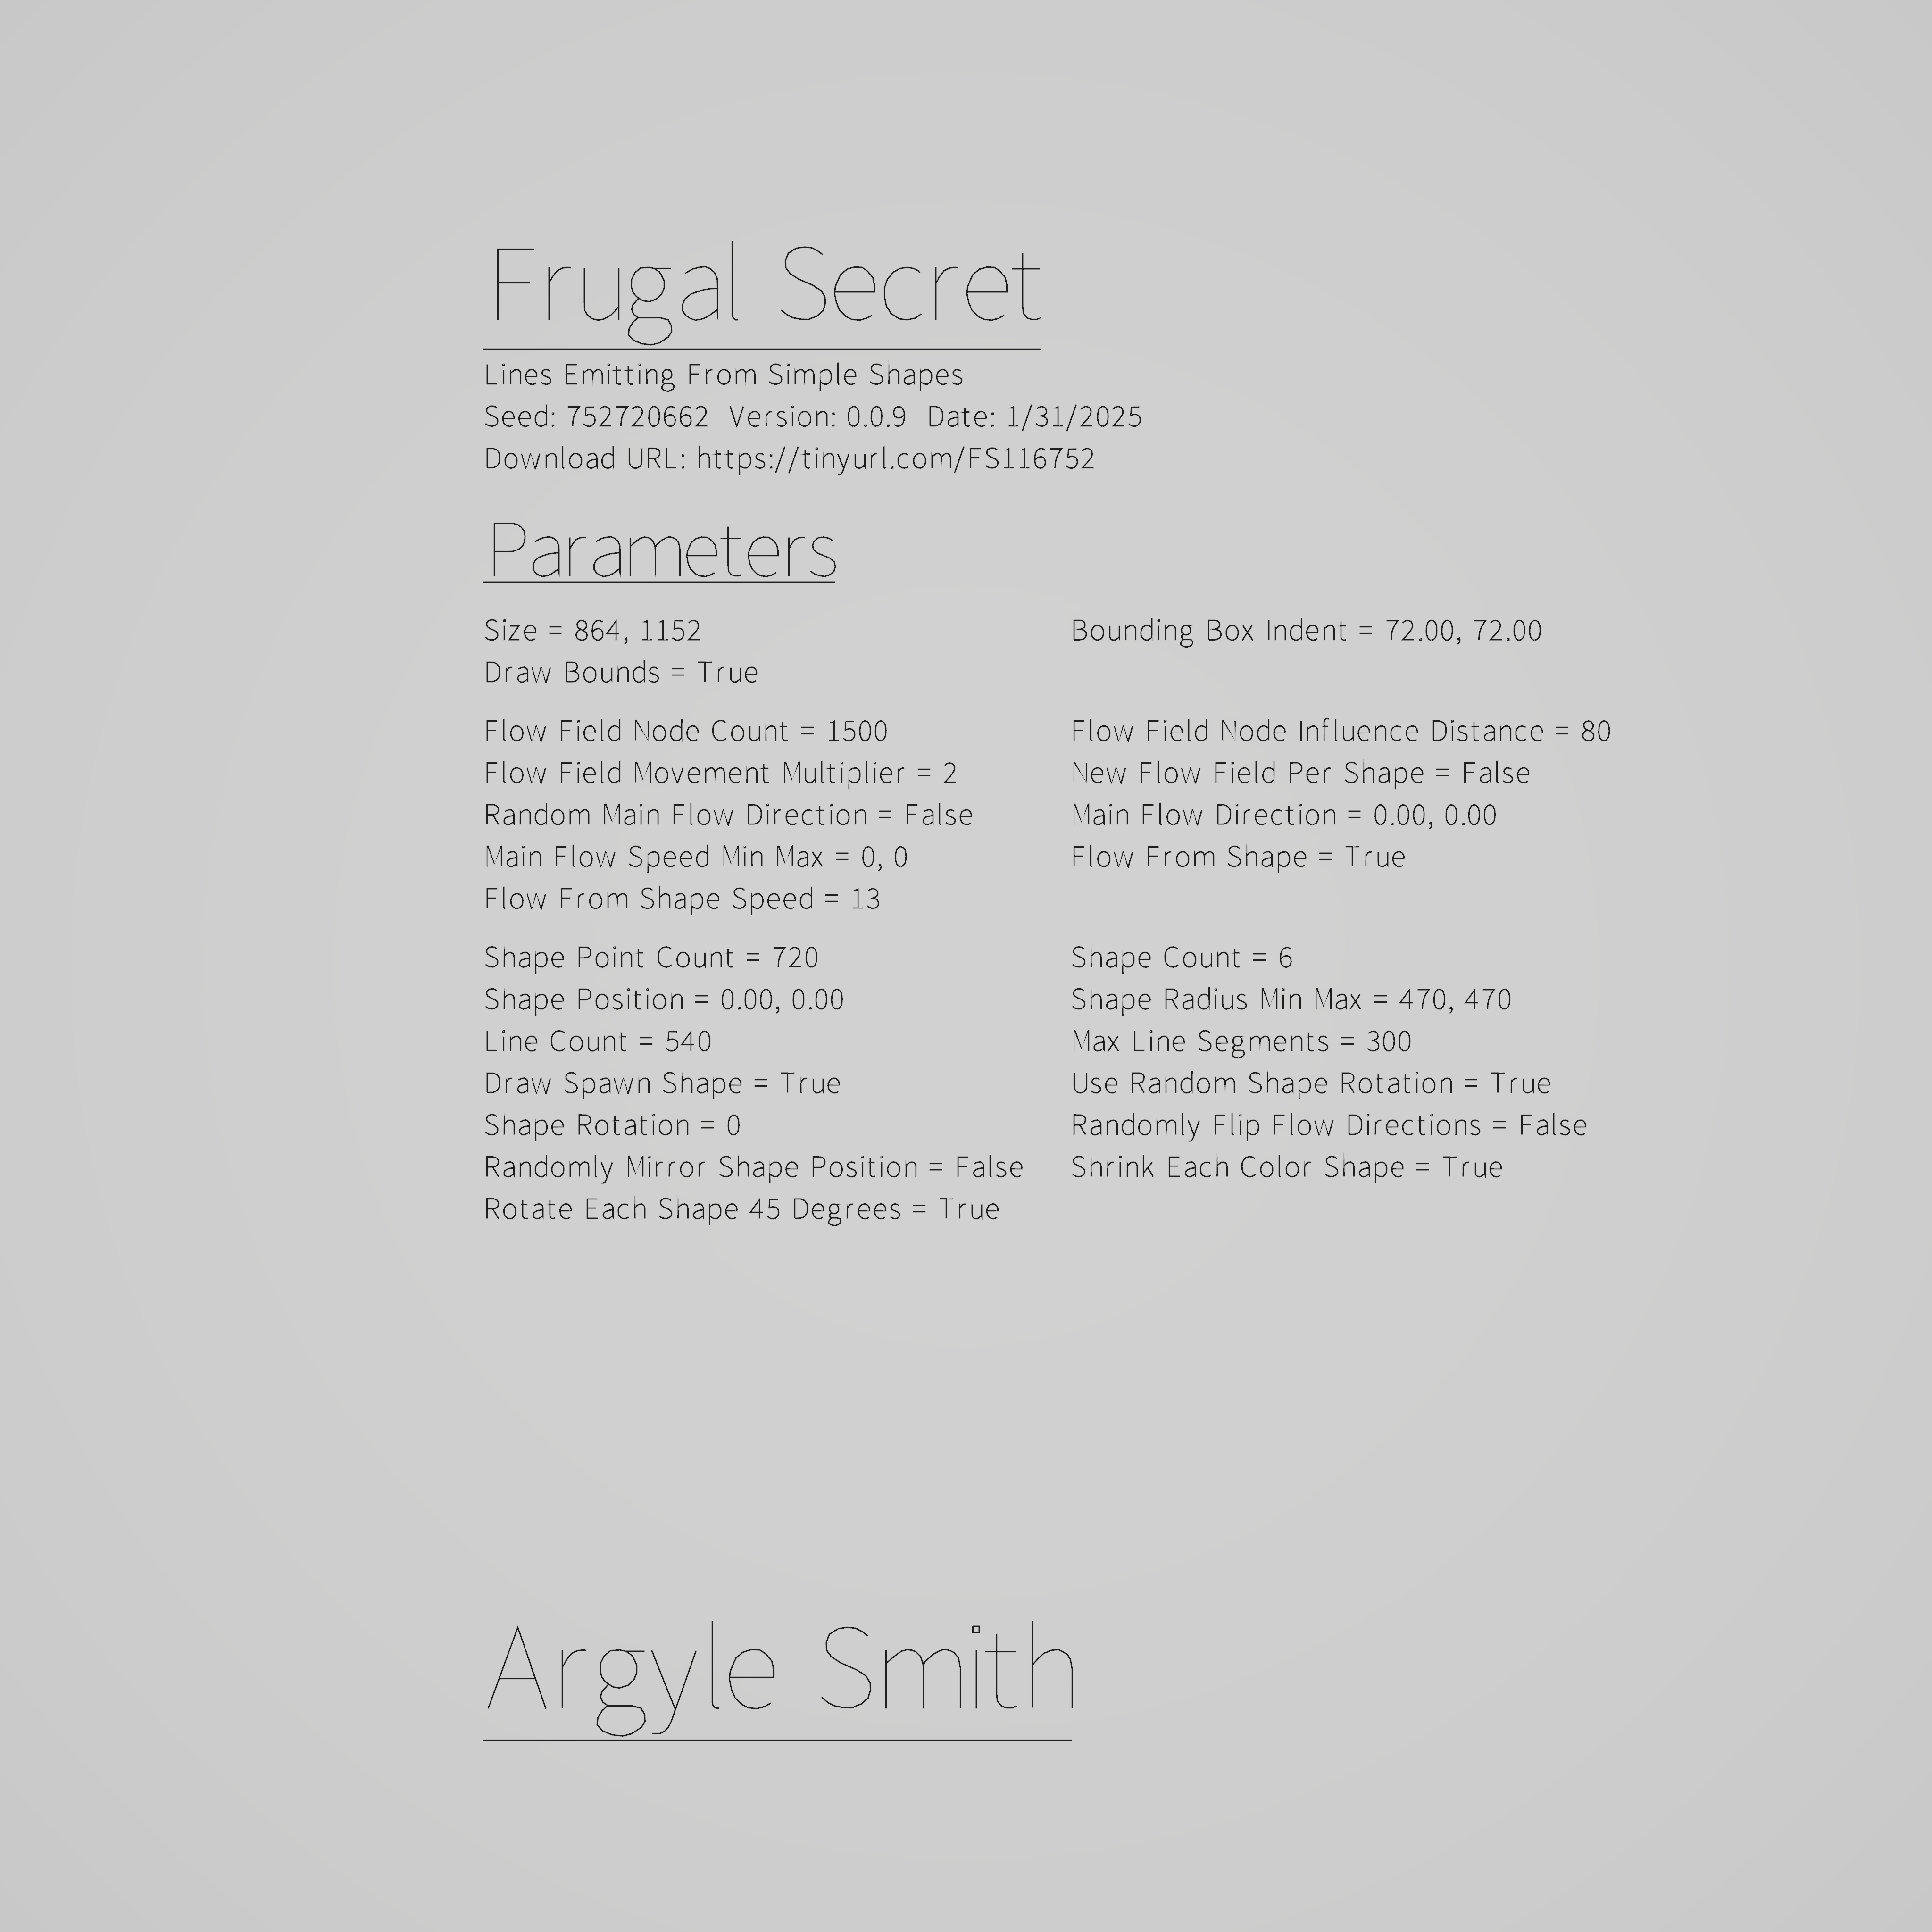 Frugal Secret
Lines Emitting From Simple Shapes
Seed: 752720662 Version: 0.0.9 Date: 1/31/2025
Download URL: https://tinyurl.com/FS116752
Parameters
Size = 864, 1152
Bounding Box Indent = 72.00, 72.00
Draw Bounds = True
Flow Field Node Count = 1500
Flow Field Node Influence Distance = 80
Flow Field Movement Multiplier = 2
New Flow Field Per Shape = False
Random Main Flow Direction = False
Main Flow Direction = 0.00, 0.00
Main Flow Speed Min Max = 0, 0
Flow From Shape = True
Flow From Shape Speed = 13
Shape Point Count = 720
Shape Count = 6
Shape Position = 0.00, 0.00
Shape Radius Min Max = 470, 470
Line Count = 540
Max Line Segments = 300
Draw Spawn Shape = True
Use Random Shape Rotation = True
Shape Rotation = 0
Randomly Flip Flow Directions = False
Randomly Mirror Shape Position = False
Shrink Each Color Shape = True
Rotate Each Shape 45 Degrees = True
Argyle Smith